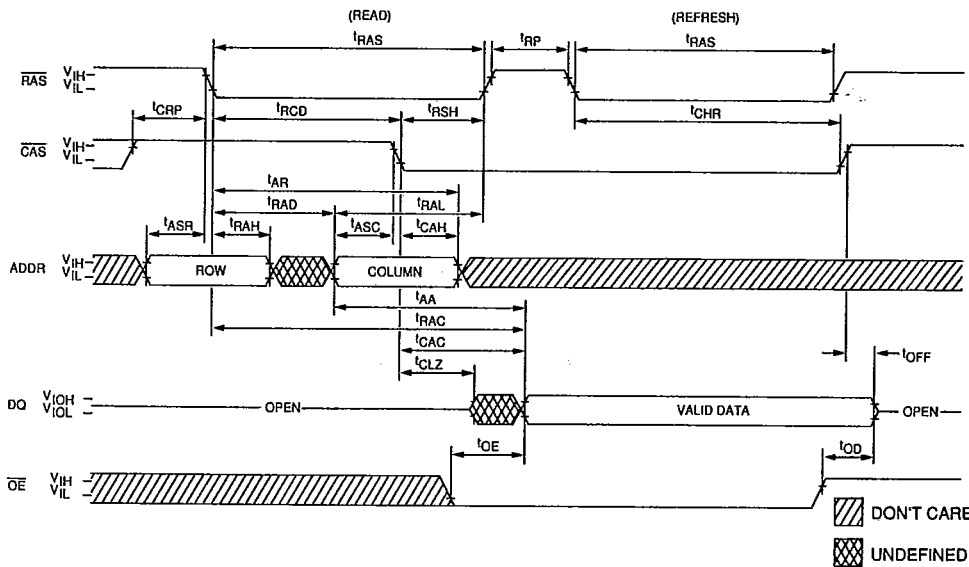 (READ) (REFRESH)
tRAS tRP tRAS
RAS VIH
VIL
tCRP tRCD tRSH tCHR
CAS VIH
VIL
tAR
tRAD tRAL
tASR tRAH tASC tCAH
ADDR VIH
VIL
ROW COLUMN
tAA
tRAC
tCAC
tCLZ tOFF
DQ VIOH
VIOL
OPEN VALID DATA OPEN
tOE tOD
OE VIH
VIL
DON'T CARE
UNDEFINED